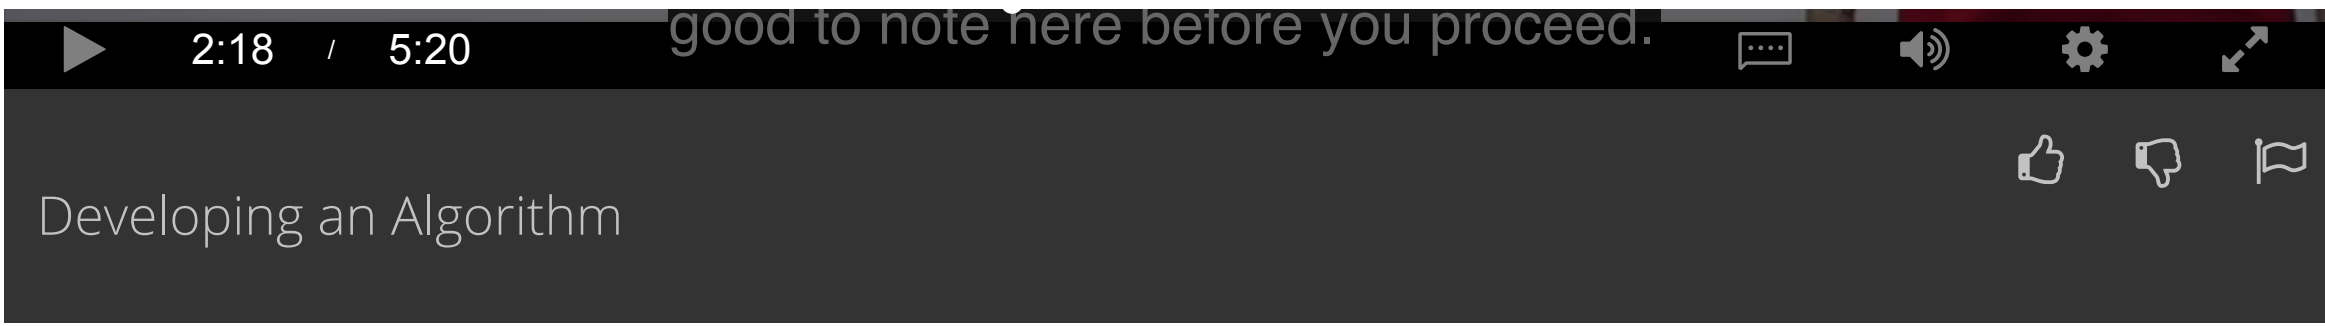 good to note here before you proceed.
2:18 / 5:20
Developing an Algorithm